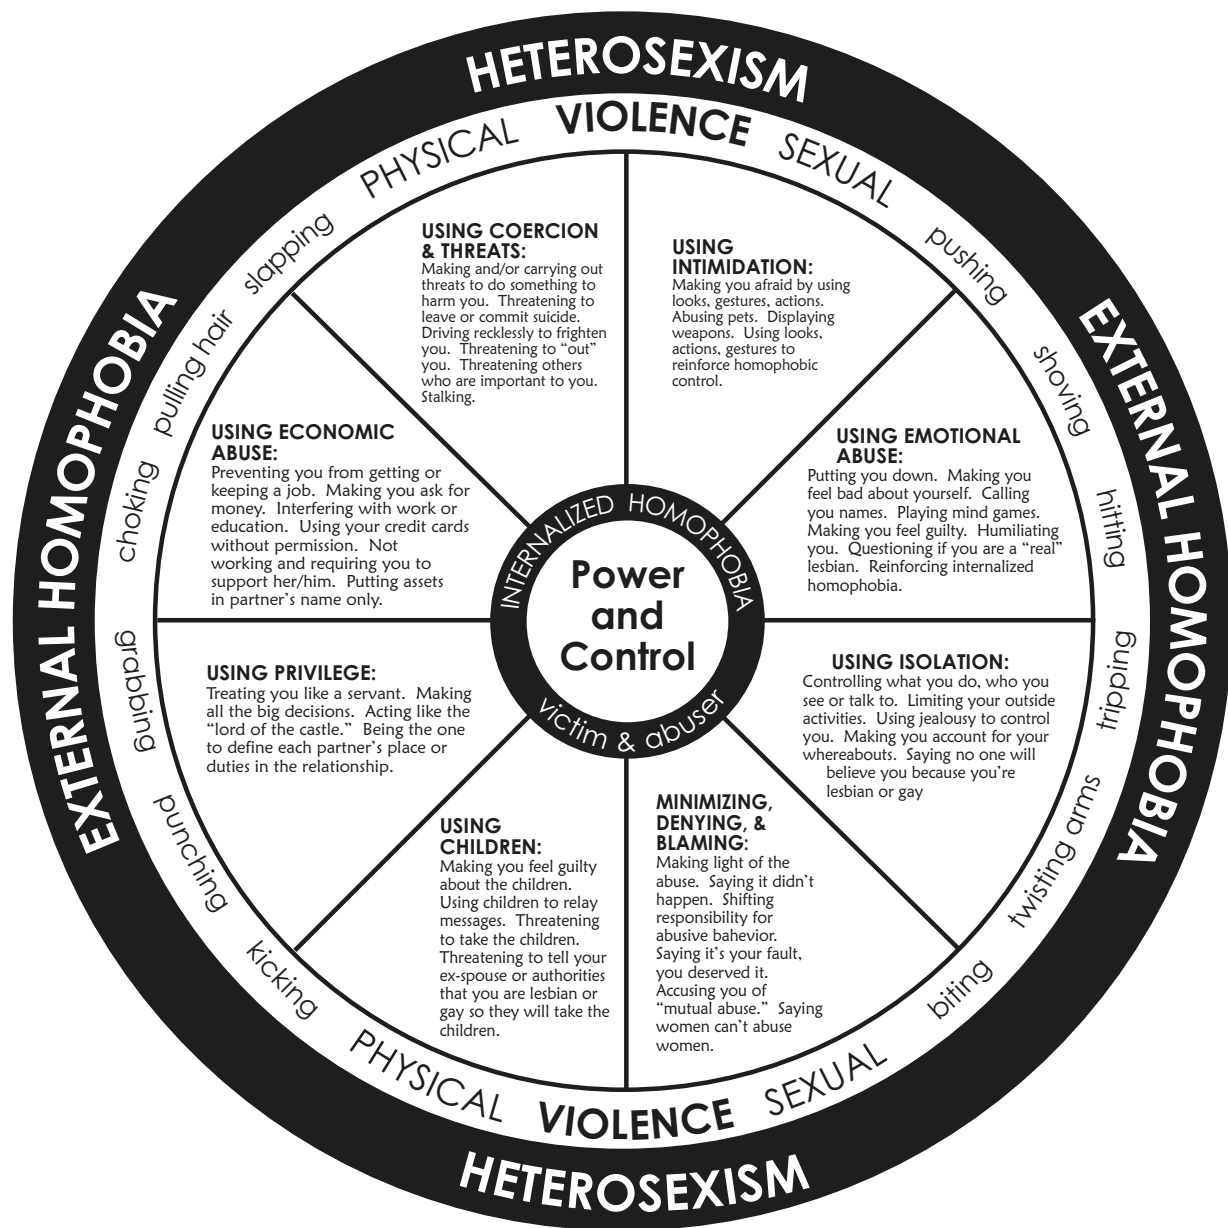 HETEROSEXISM
PHYSICAL VIOLENCE SEXUAL
pushing
shoving
hitting
tripping
twisting arms
biting
slapping
pulling hair
choking
grabbing
punching
kicking
EXTERNAL HOMOPHOBIA
EXTERNAL HOMOPHOBIA
USING COERCION
& THREATS:
Making and/or carrying out
threats to do something to
harm you. Threatening to
leave or commit suicide.
Driving recklessly to frighten
you. Threatening to “out”
you. Threatening others
who are important to you.
Stalking.
USING
INTIMIDATION:
Making you afraid by using
looks, gestures, actions.
Abusing pets. Displaying
weapons. Using looks,
actions, gestures to
reinforce homophobic
control.
USING ECONOMIC
ABUSE:
Preventing you from getting or
keeping a job. Making you ask for
money. Interfering with work or
education. Using your credit cards
without permission. Not
working and requiring you to
support her/him. Putting assets
in partner’s name only.
USING EMOTIONAL
ABUSE:
Putting you down. Making you
feel bad about yourself. Calling
you names. Playing mind games.
Making you feel guilty. Humiliating
you. Questioning if you are a “real”
lesbian. Reinforcing internalized
homophobia.
INTERNALIZED HOMOPHOBIA
Power
and
Control
victim & abuser
USING PRIVILEGE:
Treating you like a servant. Making
all the big decisions. Acting like the
“lord of the castle.” Being the one
to define each partner’s place or
duties in the relationship.
USING ISOLATION:
Controlling what you do, who you
see or talk to. Limiting your outside
activities. Using jealousy to control
you. Making you account for your
whereabouts. Saying no one will
believe you because you’re
lesbian or gay
USING
CHILDREN:
Making you feel guilty
about the children.
Using children to relay
messages. Threatening
to take the children.
Threatening to tell your
ex-spouse or authorities
that you are lesbian or
gay so they will take the
children.
MINIMIZING,
DENYING, &
BLAMING:
Making light of the
abuse. Saying it didn’t
happen. Shifting
responsibility for
abusive bahevior.
Saying it’s your fault,
you deserved it.
Accusing you of
“mutual abuse.” Saying
women can’t abuse
women.
PHYSICAL VIOLENCE SEXUAL
HETEROSEXISM